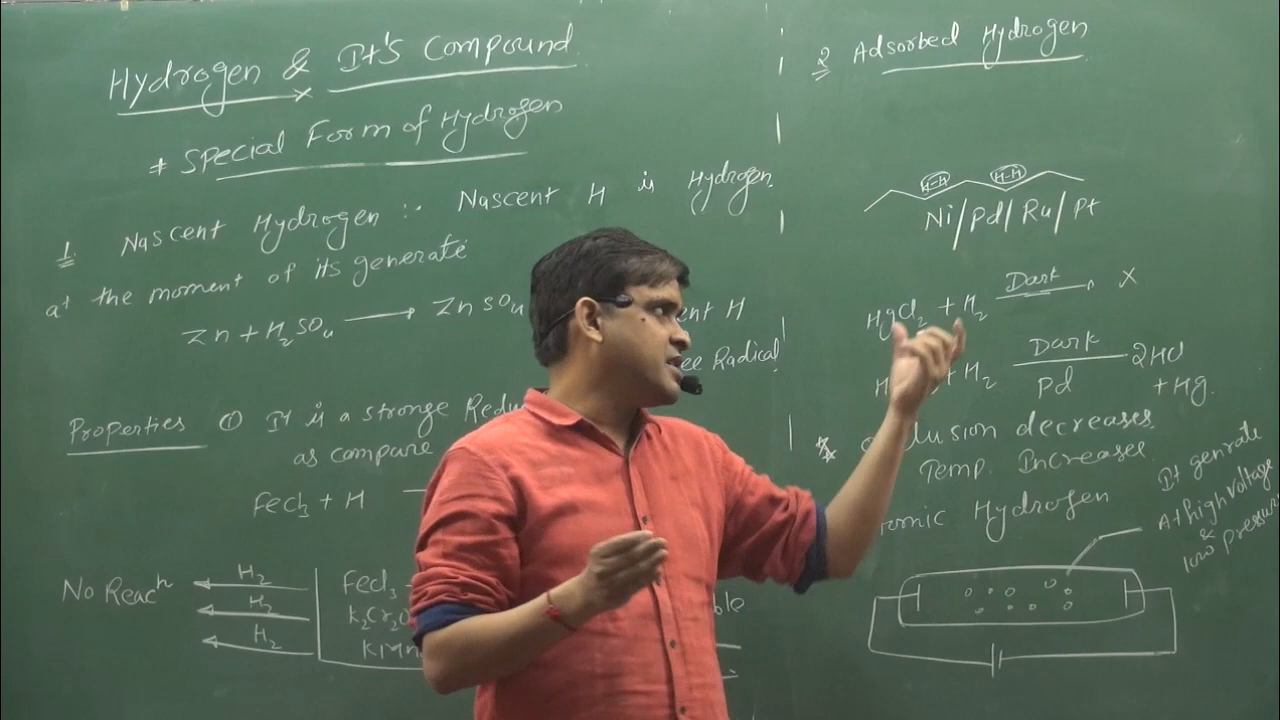 Hydrogen & It's Compound
* Special Form of Hydrogen
1. Nascent Hydrogen :- Nascent H is Hydrogen
at the moment of its generate
Zn + H₂SO₄ → ZnSO₄ ent H
ee Radical
Properties ① It is a stronge Redu
as compare
FeCl₃ + H —
No Reacⁿ ← H₂ FeCl₃
← H₂ K₂Cr₂O ble
← H₂ KMn
2 Adsorbed Hydrogen
H-H H-H
Ni/Pd/Ru/Pt
HgCl₂ + H₂ Dark → X
H + H₂ Dark Pd 2HCl
+ Hg.
lusion decreases
Temp. Increases
omic Hydrogen
It genrate
At high Voltage
&
low pressure